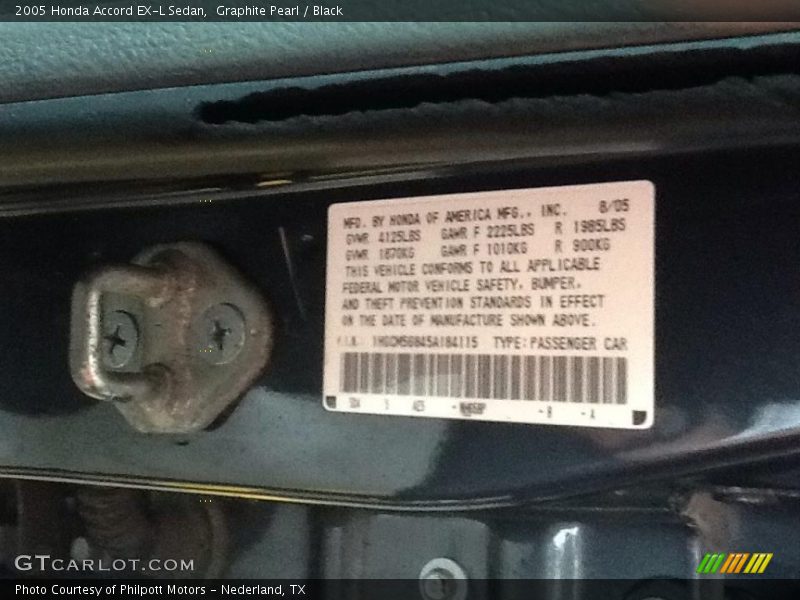 2005 Honda Accord EX-L Sedan,  Graphite Pearl / Black
MFD. BY HONDA OF AMERICA MFG., INC. 8/05
GVWR 4125LBS GAWR F 2225LBS R 1985LBS
GVWR 1870KG GAWR F 1010KG R 900KG
THIS VEHICLE CONFORMS TO ALL APPLICABLE
FEDERAL MOTOR VEHICLE SAFETY, BUMPER,
AND THEFT PREVENTION STANDARDS IN EFFECT
ON THE DATE OF MANUFACTURE SHOWN ABOVE.
V.I.N. 1HGCM56845A184115 TYPE: PASSENGER CAR
SDA Y -B -A
GTCARLOT.COM
Photo Courtesy of Philpott Motors - Nederland, TX